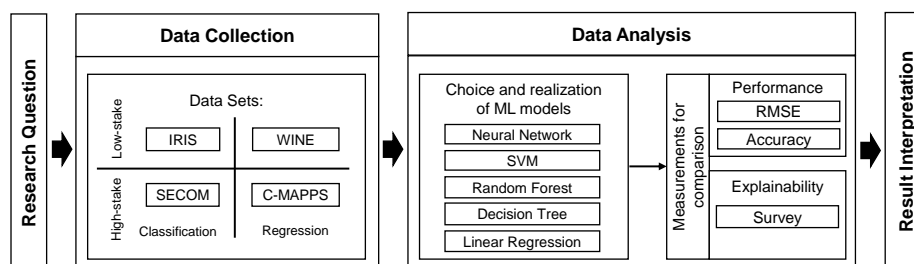 Research Question
Data Collection
Data Sets:
Low-stake
IRIS
WINE
High-stake
SECOM
C-MAPPS
Classification
Regression
Data Analysis
Choice and realization
of ML models
Neural Network
SVM
Random Forest
Decision Tree
Linear Regression
Measurements for
comparison
Performance
RMSE
Accuracy
Explainability
Survey
Result Interpretation